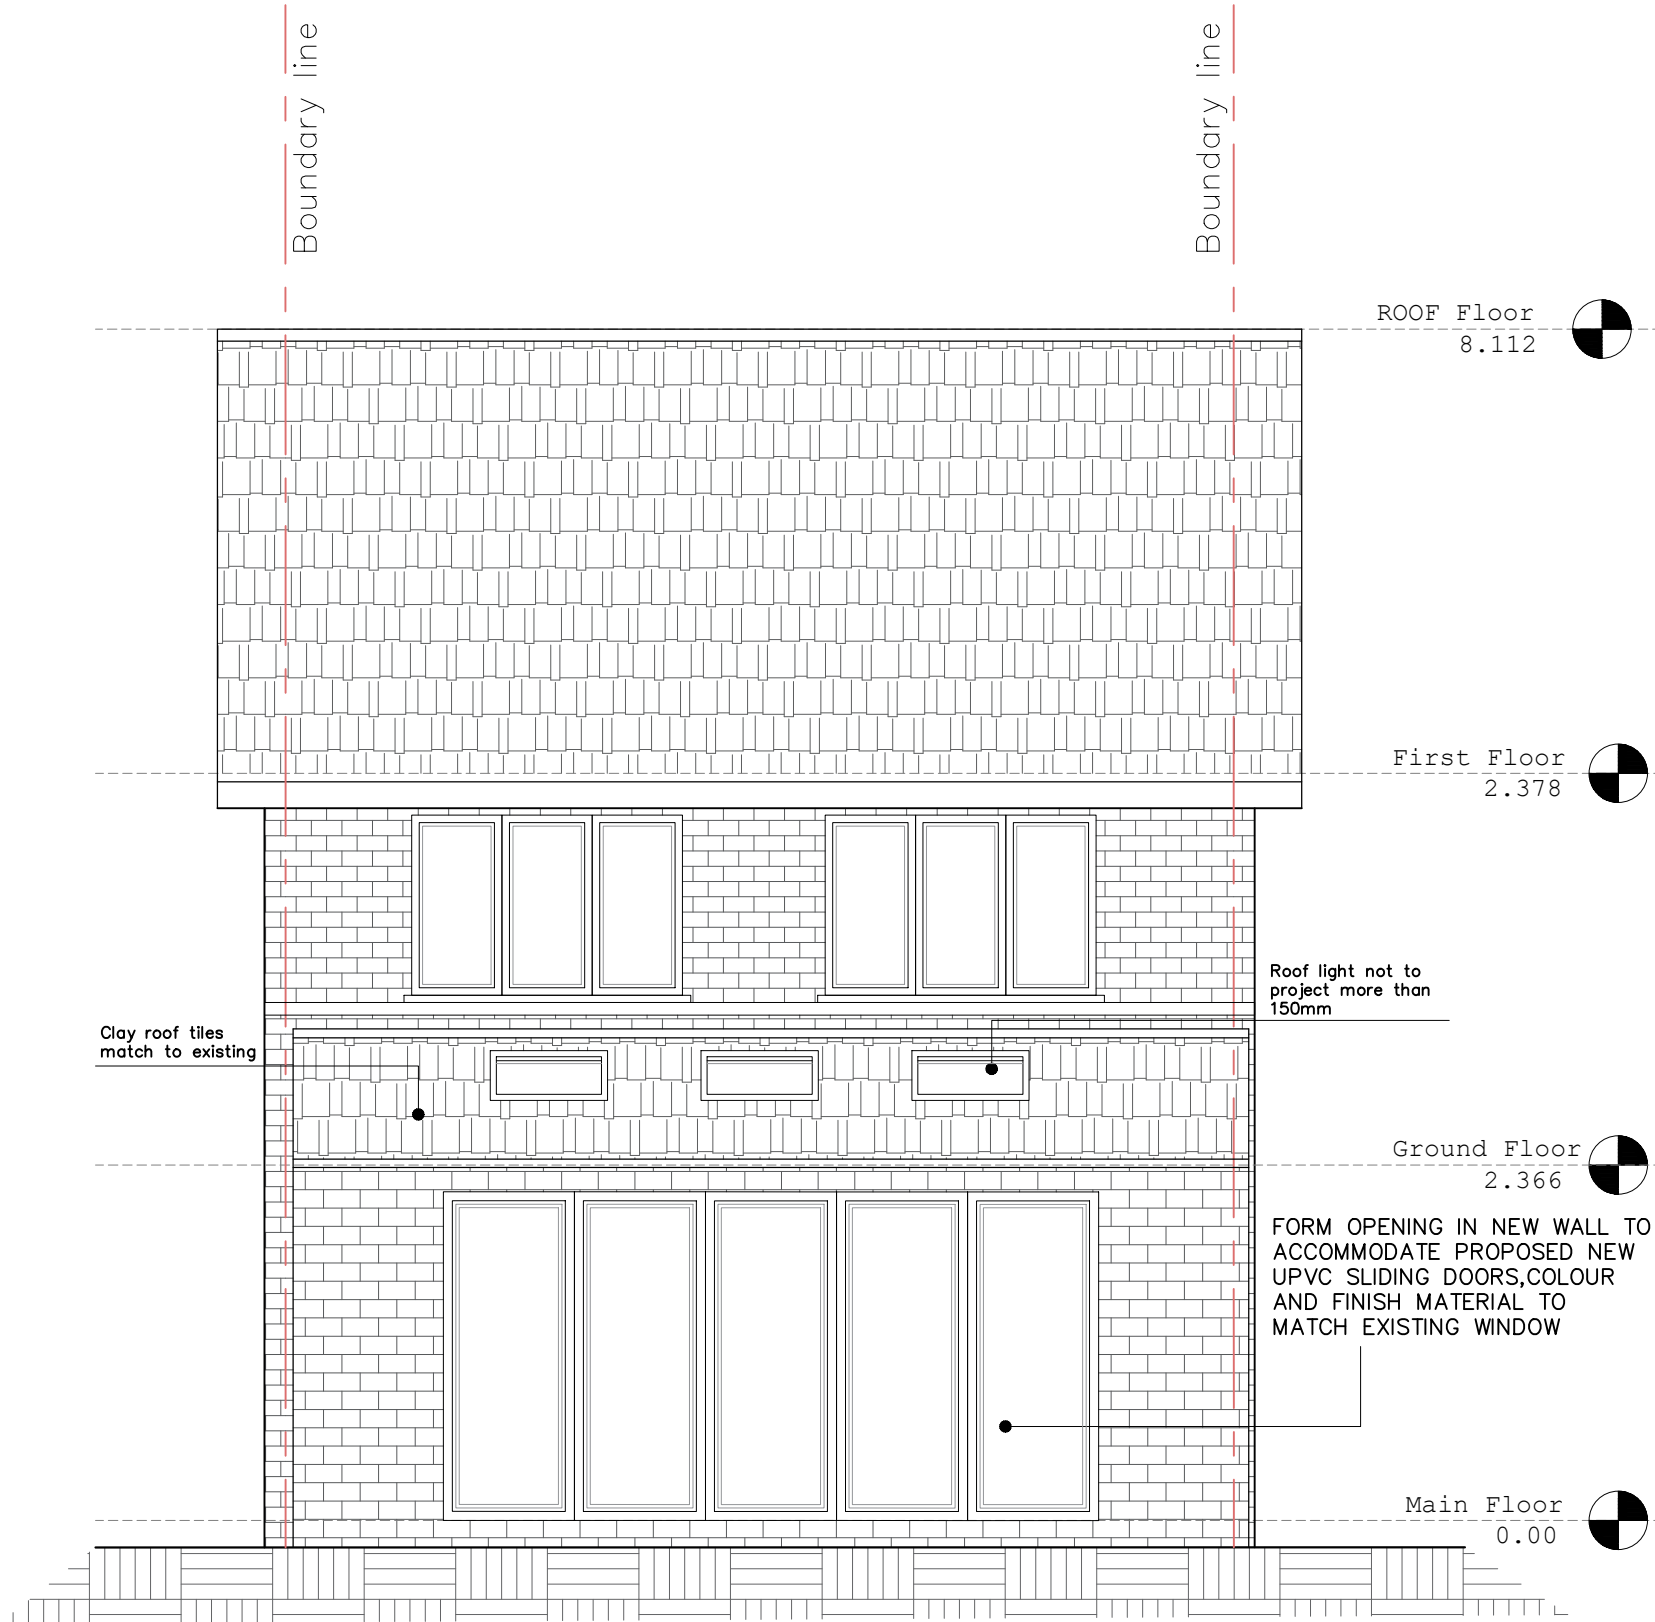 Boundary line
Boundary line
ROOF Floor
8.112
First Floor
2.378
Roof light not to
project more than
150mm
Clay roof tiles
match to existing
Ground Floor
2.366
FORM OPENING IN NEW WALL TO
ACCOMMODATE PROPOSED NEW
UPVC SLIDING DOORS,COLOUR
AND FINISH MATERIAL TO
MATCH EXISTING WINDOW
Main Floor
0.00